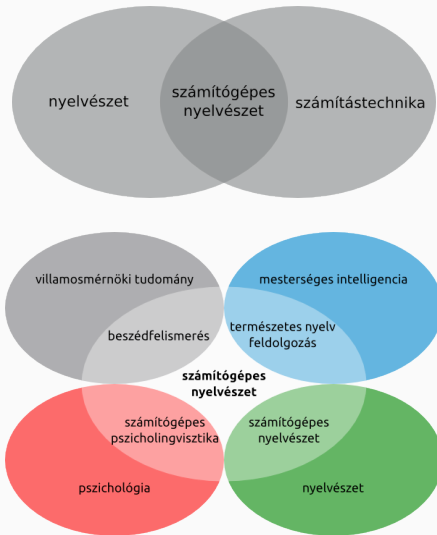 nyelvészet
számítógépes
nyelvészet
számítástechnika
villamosmérnöki tudomány
mesterséges intelligencia
beszédfelismerés
természetes nyelv
feldolgozás
számítógépes
nyelvészet
számítógépes
pszicholingvisztika
számítógépes
nyelvészet
pszichológia
nyelvészet